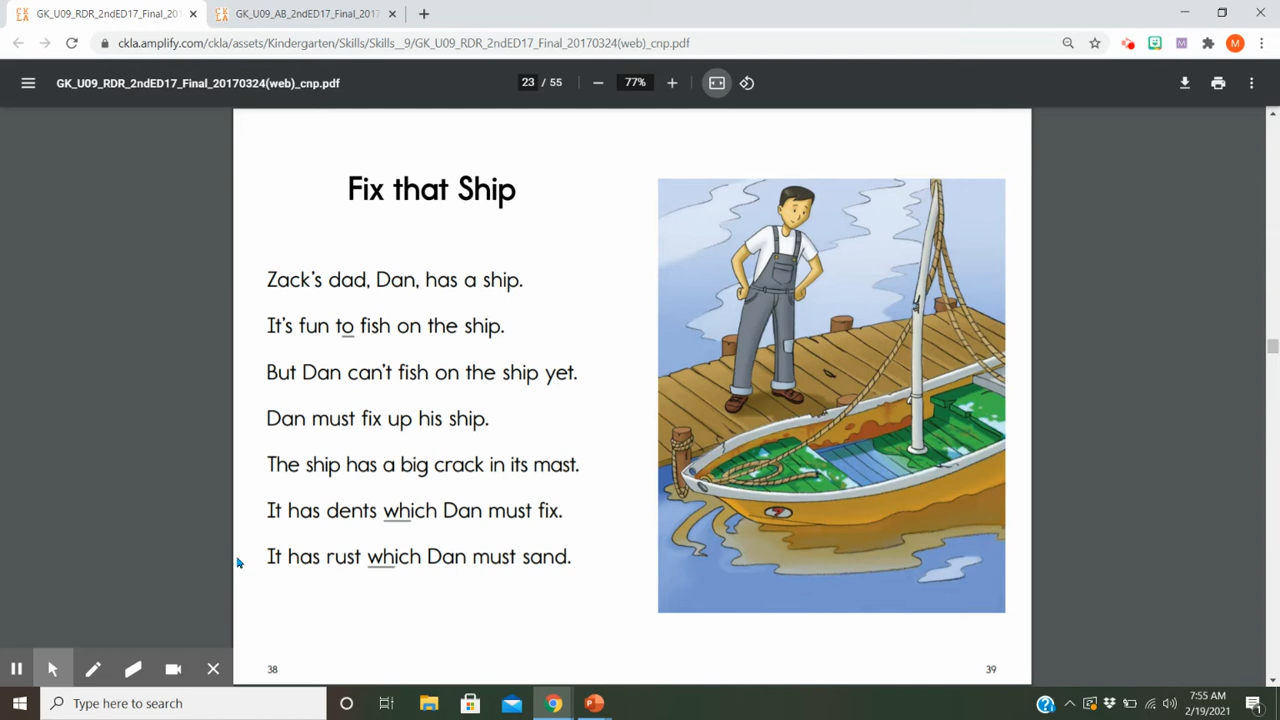 GK_U09_RDR_2ndED17_Final_201
GK_U09_AB_2ndED17_Final_2017
ckla.amplify.com/ckla/assets/Kindergarten/Skills/Skills__9/GK_U09_RDR_2ndED17_Final_20170324(web)_cnp.pdf
M
M
GK_U09_RDR_2ndED17_Final_20170324(web)_cnp.pdf
23 / 55
77%
Fix that Ship
Zack's dad, Dan, has a ship.
It's fun to fish on the ship.
But Dan can't fish on the ship yet.
Dan must fix up his ship.
The ship has a big crack in its mast.
It has dents which Dan must fix.
It has rust which Dan must sand.
38
39
Type here to search
7:55 AM
2/19/2021
1